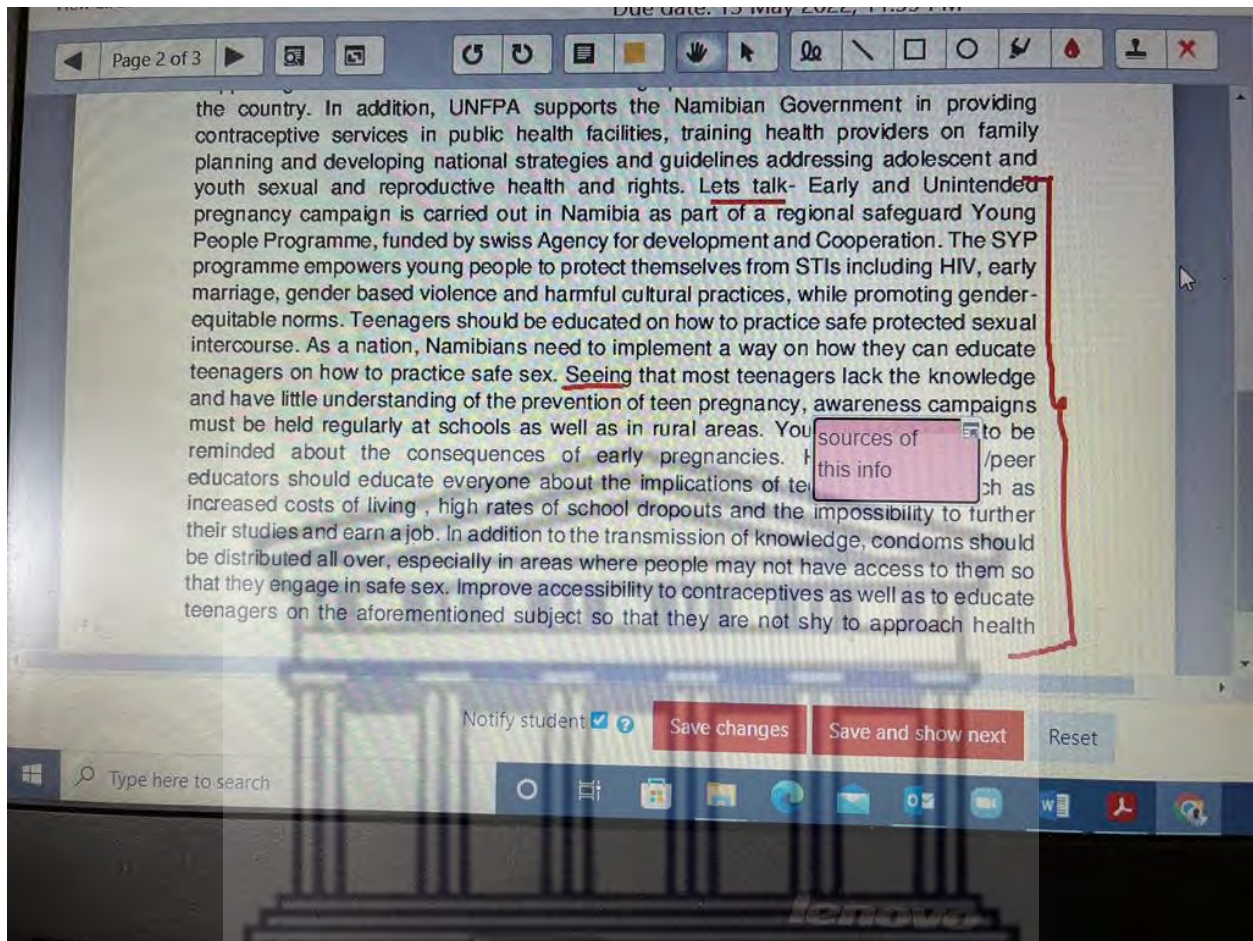 Due date: 15 May 2022, 11:59 PM
Page 2 of 3
the country. In addition, UNFPA supports the Namibian Government in providing
contraceptive services in public health facilities, training health providers on family
planning and developing national strategies and guidelines addressing adolescent and
youth sexual and reproductive health and rights. Lets talk- Early and Unintended
pregnancy campaign is carried out in Namibia as part of a regional safeguard Young
People Programme, funded by swiss Agency for development and Cooperation. The SYP
programme empowers young people to protect themselves from STIs including HIV, early
marriage, gender based violence and harmful cultural practices, while promoting gender-
equitable norms. Teenagers should be educated on how to practice safe protected sexual
intercourse. As a nation, Namibians need to implement a way on how they can educate
teenagers on how to practice safe sex. Seeing that most teenagers lack the knowledge
and have little understanding of the prevention of teen pregnancy, awareness campaigns
must be held regularly at schools as well as in rural areas. You to be
sources of
reminded about the consequences of early pregnancies. /peer
this info
educators should educate everyone about the implications of te ch as
increased costs of living , high rates of school dropouts and the impossibility to further
their studies and earn a job. In addition to the transmission of knowledge, condoms should
be distributed all over, especially in areas where people may not have access to them so
that they engage in safe sex. Improve accessibility to contraceptives as well as to educate
teenagers on the aforementioned subject so that they are not shy to approach health
Notify student Save changes Save and show next Reset
Type here to search
lenovo